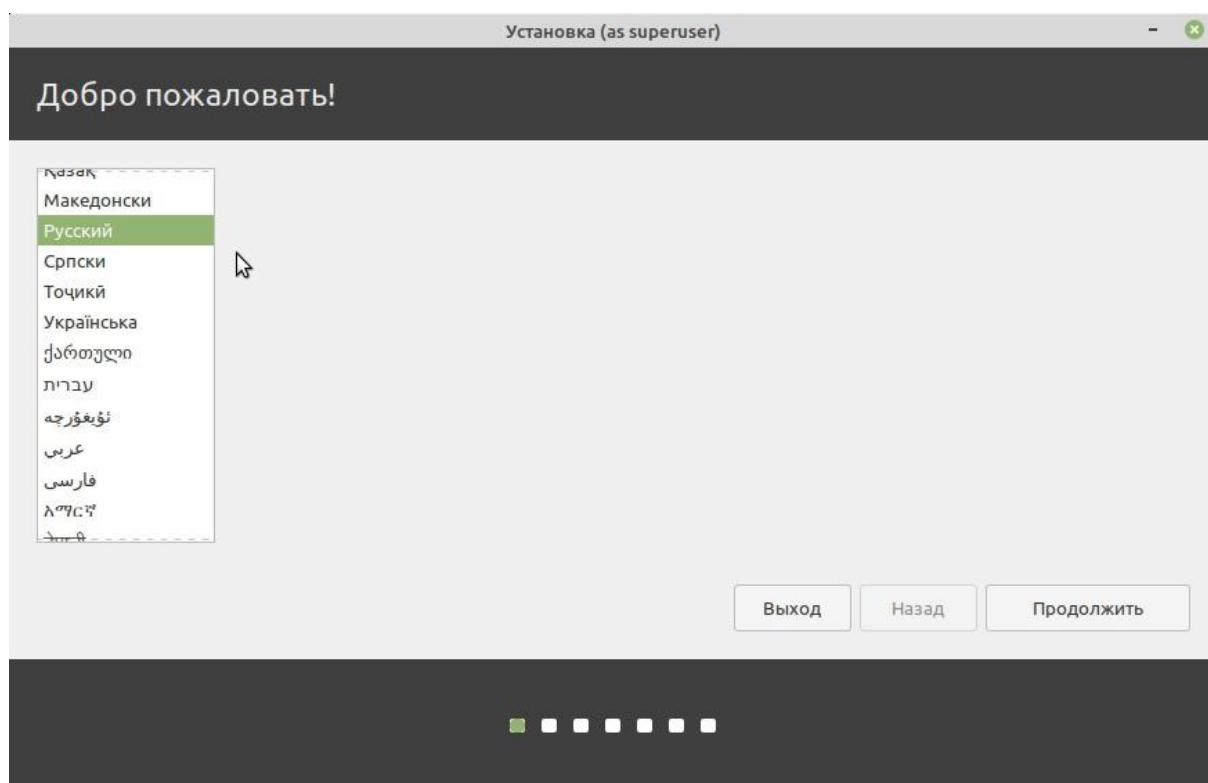 Установка (as superuser)
Добро пожаловать!
Қазақ
Македонски
Русский
Српски
Тоҷикӣ
Українська
ქართული
עברית
ئۇيغۇرچە
عربي
فارسی
አማርኛ
Выход
Назад
Продолжить